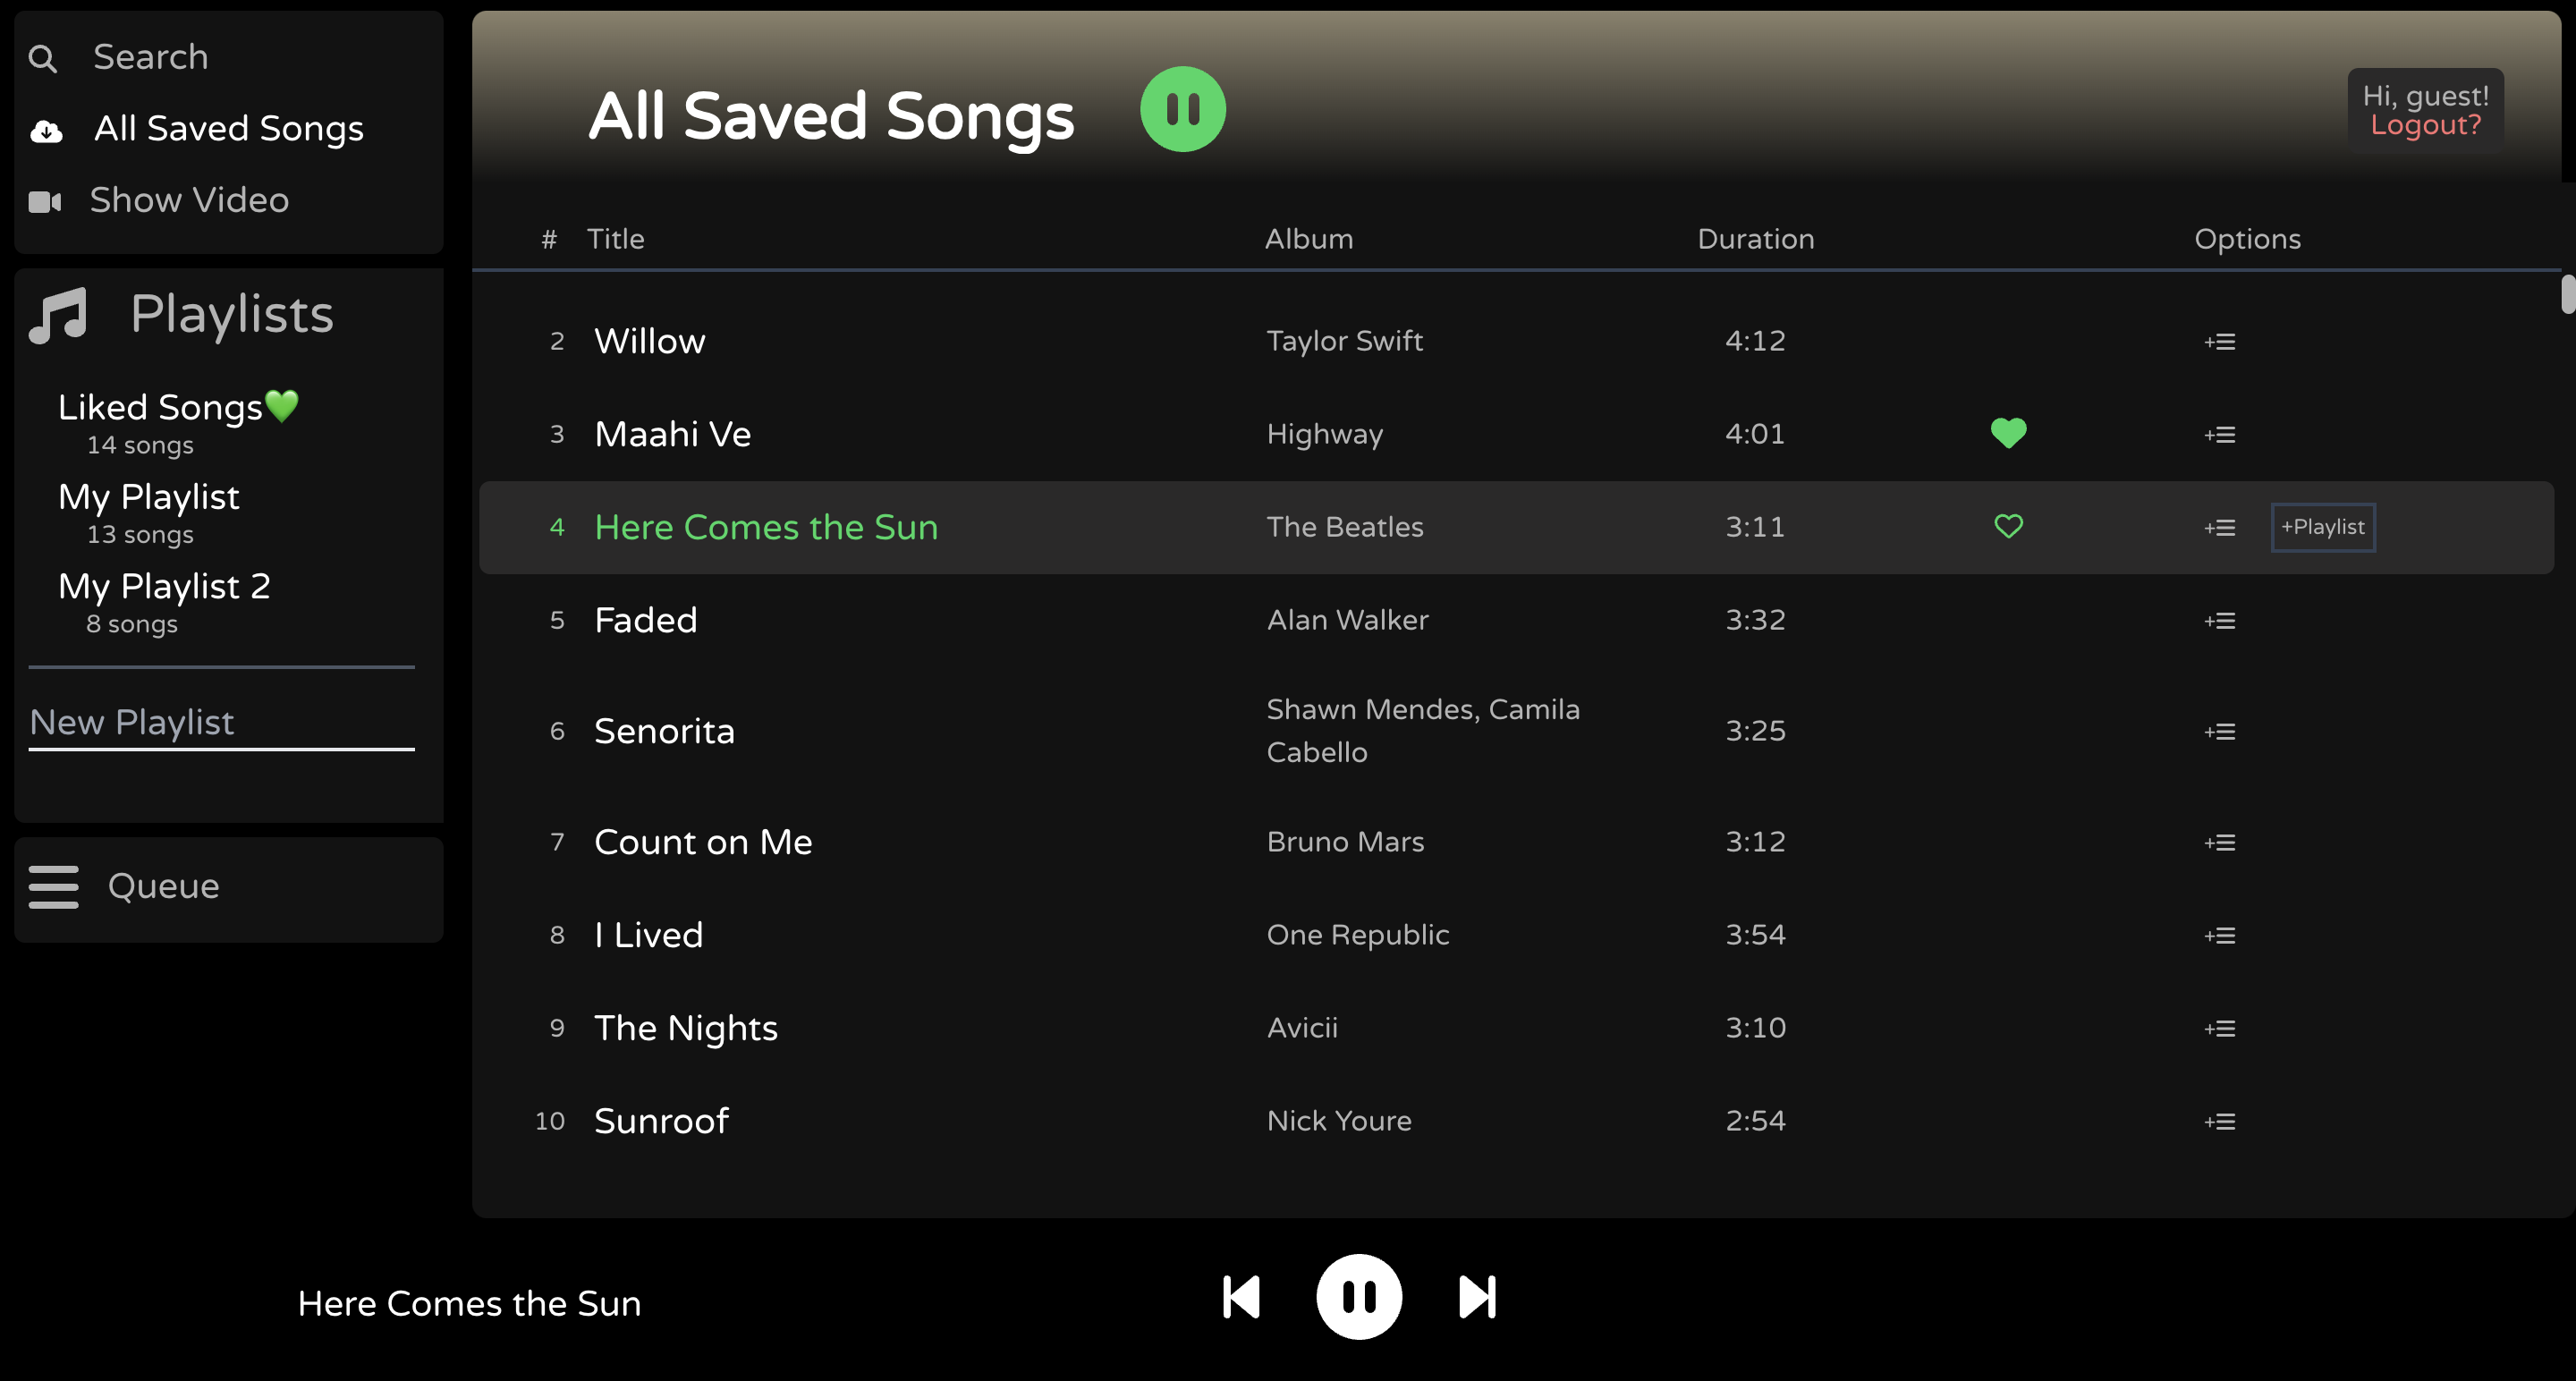 Search
All Saved Songs
Show Video
Playlists
Liked Songs💚
14 songs
My Playlist
13 songs
My Playlist 2
8 songs
New Playlist
Queue
All Saved Songs
Hi, guest!
Logout?
# Title Album Duration Options
2 Willow Taylor Swift 4:12
3 Maahi Ve Highway 4:01
4 Here Comes the Sun The Beatles 3:11 +Playlist
5 Faded Alan Walker 3:32
6 Senorita Shawn Mendes, Camila 3:25
Cabello
7 Count on Me Bruno Mars 3:12
8 I Lived One Republic 3:54
9 The Nights Avicii 3:10
10 Sunroof Nick Youre 2:54
Here Comes the Sun